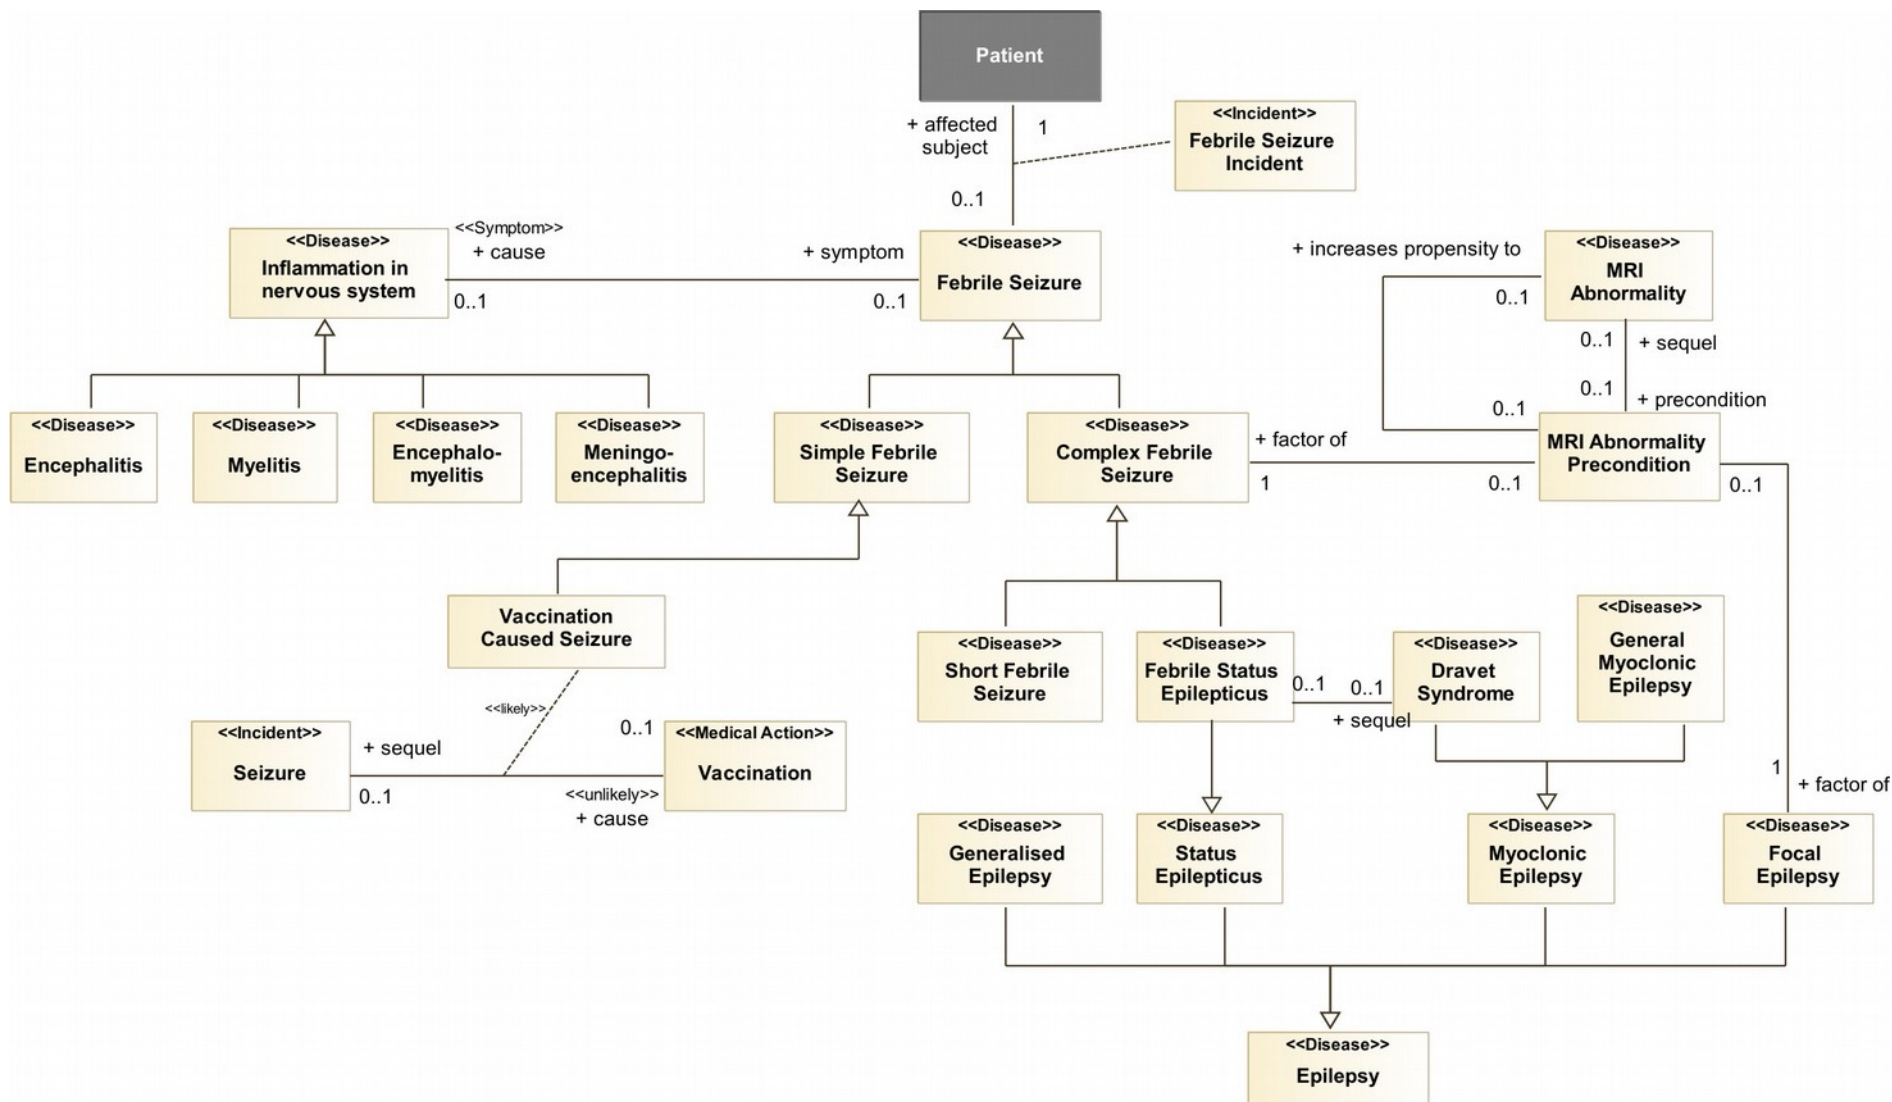 Patient
+ affected
subject
1
<<Incident>>
Febrile Seizure
Incident
0..1
<<Disease>>
Inflammation in
nervous system
<<Symptom>>
+ cause
0..1
+ symptom
0..1
<<Disease>>
Febrile Seizure
+ increases propensity to
0..1
<<Disease>>
MRI
Abnormality
0..1
+ sequel
0..1
+ precondition
0..1
<<Disease>>
Encephalitis
<<Disease>>
Myelitis
<<Disease>>
Encephalo-
myelitis
<<Disease>>
Meningo-
encephalitis
<<Disease>>
Simple Febrile
Seizure
<<Disease>>
Complex Febrile
Seizure
+ factor of
1
0..1
MRI Abnormality
Precondition
0..1
Vaccination
Caused Seizure
<<Disease>>
Short Febrile
Seizure
<<Disease>>
Febrile Status
Epilepticus
0..1
0..1
+ sequel
<<Disease>>
Dravet
Syndrome
<<Disease>>
General
Myoclonic
Epilepsy
<<likely>>
<<Incident>>
Seizure
+ sequel
0..1
0..1
<<unlikely>>
+ cause
<<Medical Action>>
Vaccination
1
+ factor of
<<Disease>>
Generalised
Epilepsy
<<Disease>>
Status
Epilepticus
<<Disease>>
Myoclonic
Epilepsy
<<Disease>>
Focal
Epilepsy
<<Disease>>
Epilepsy